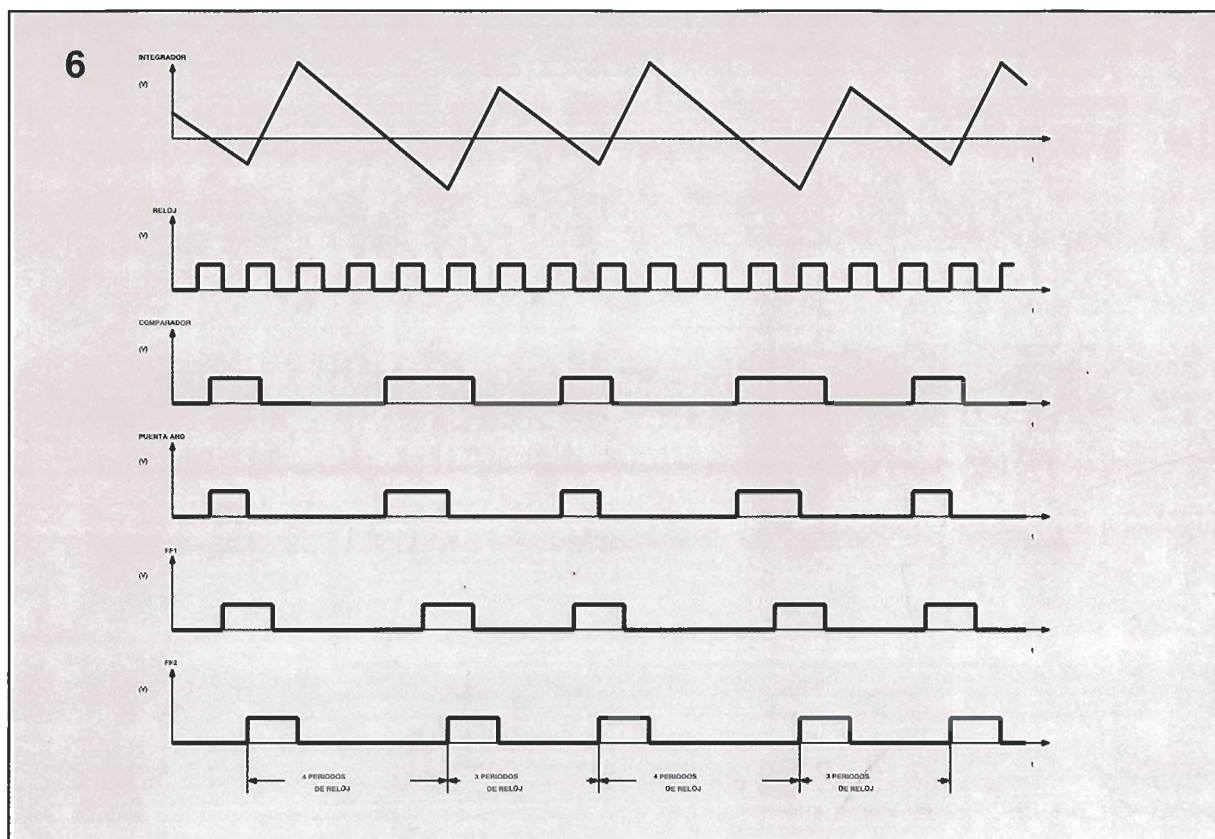 6
INTEGRADOR
(V)
t
RELOJ
(V)
t
COMPARADOR
(V)
t
PUERTA AND
(V)
t
FF1
(V)
t
FF2
(V)
t
4 PERIODOS
DE RELOJ
3 PERIODOS
DE RELOJ
4 PERIODOS
DE RELOJ
3 PERIODOS
DE RELOJ